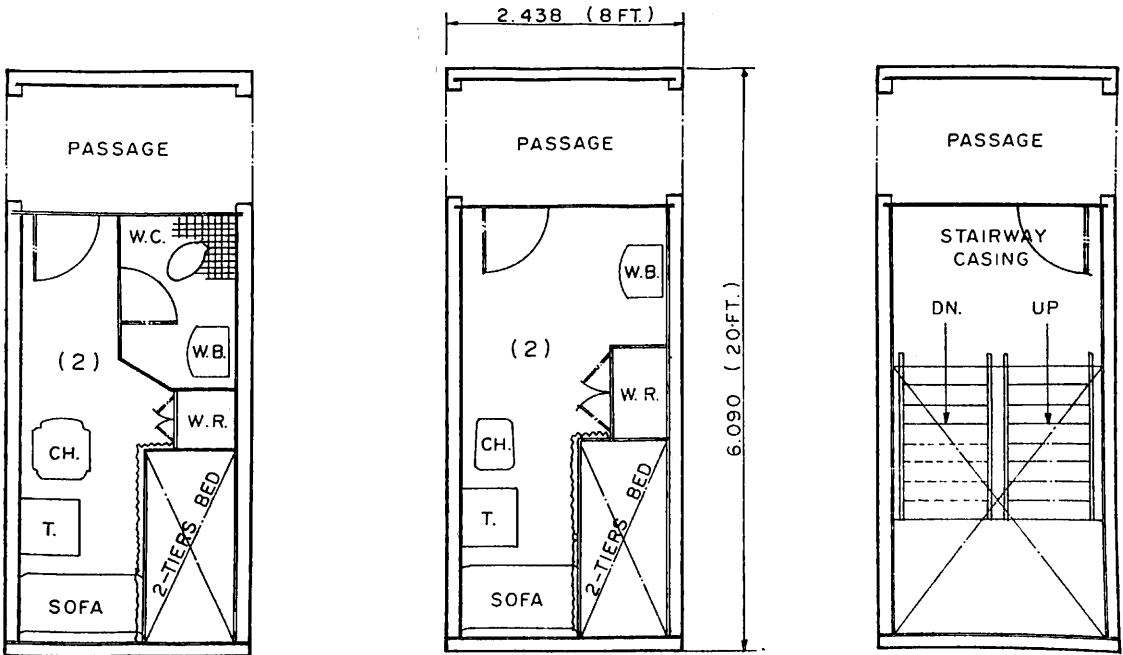 2.438 (8 FT.)
PASSAGE
W.C.
W.B.
(2)
W.R.
CH.
T.
2-TIERS BED
SOFA
PASSAGE
W.B.
(2)
W.R.
CH.
T.
2-TIERS BED
SOFA
6.090 (20·FT.)
PASSAGE
STAIRWAY
CASING
DN.
UP